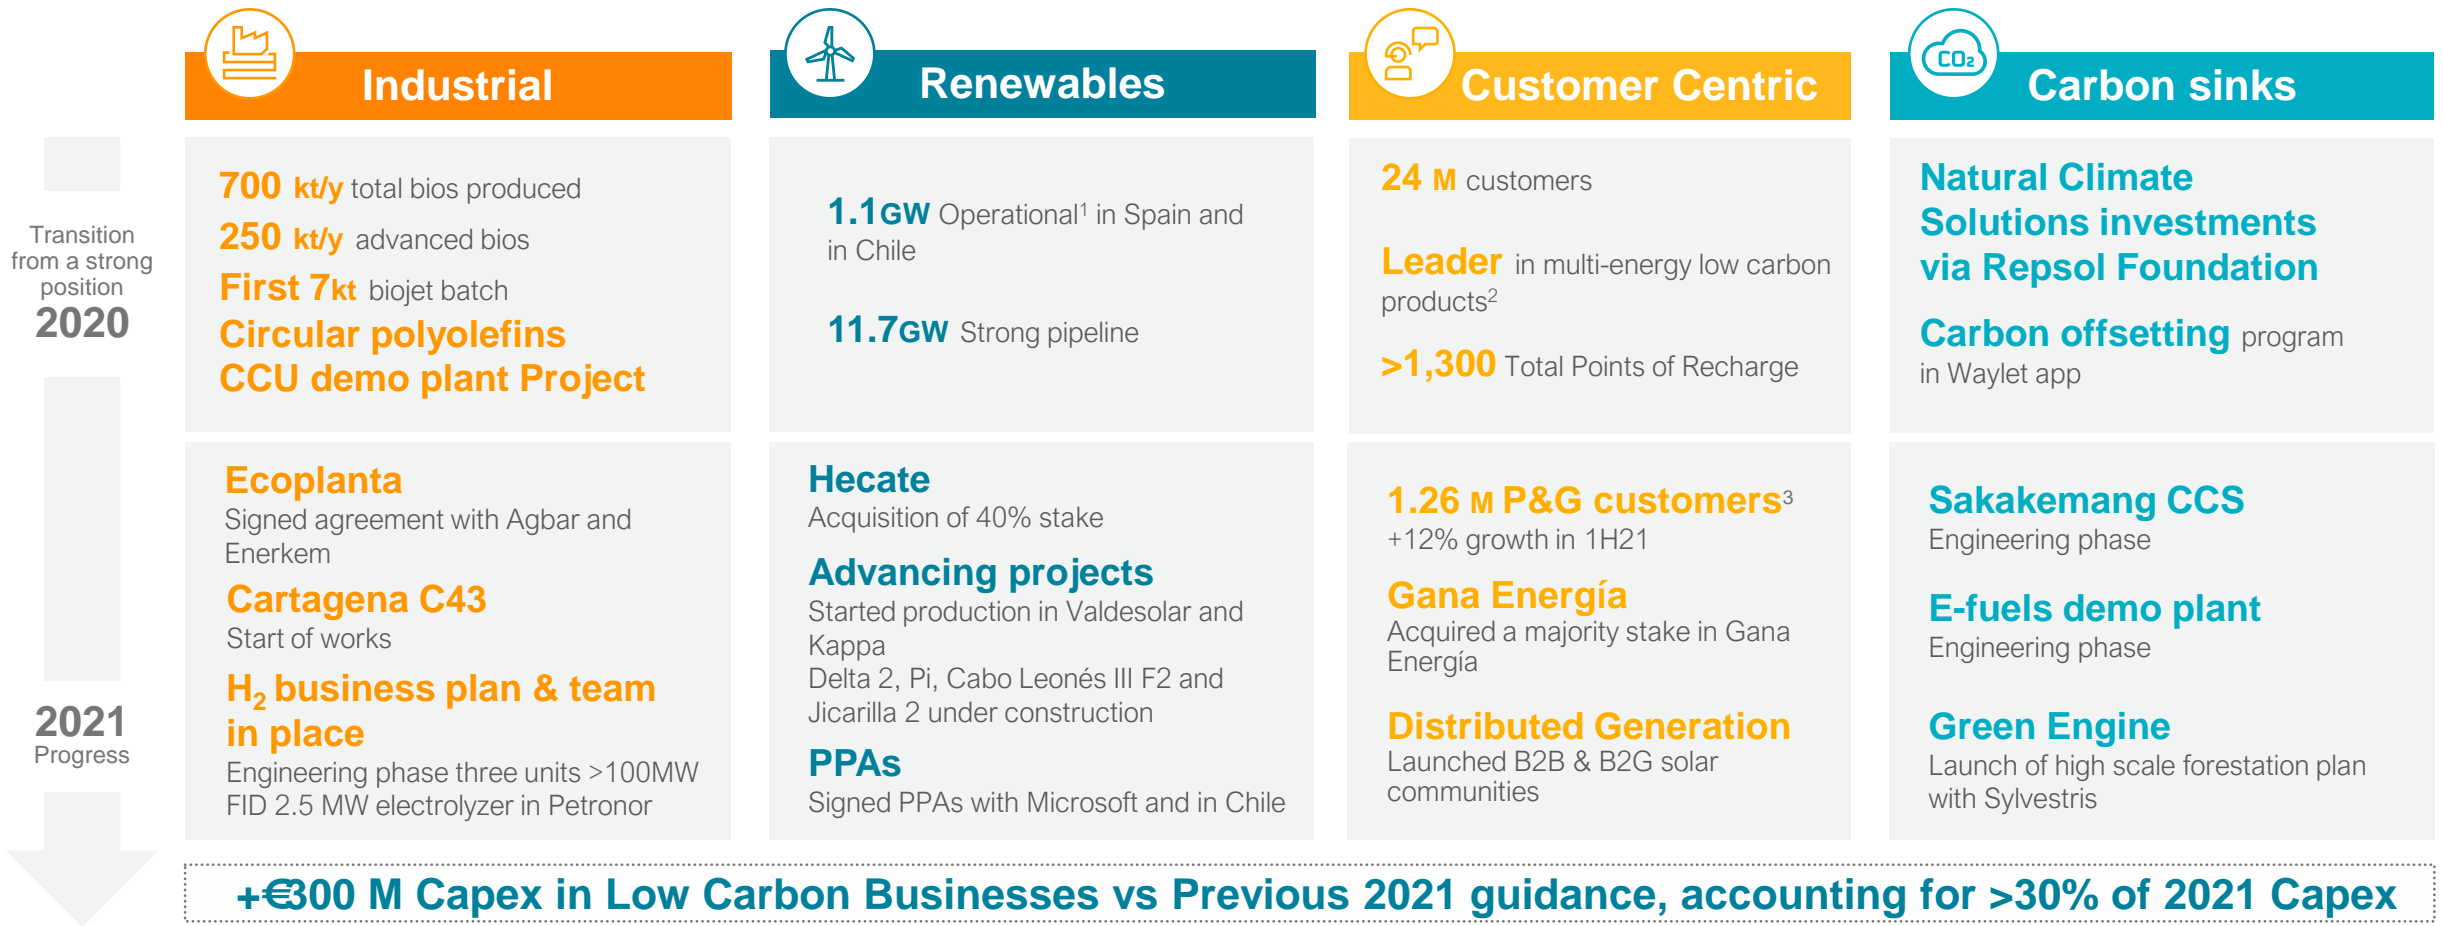 Industrial
Renewables
Customer Centric
CO₂
Carbon sinks
Transition
from a strong
position
2020
700 kt/y total bios produced
250 kt/y advanced bios
First 7kt biojet batch
Circular polyolefins
CCU demo plant Project
1.1GW Operational¹ in Spain and
in Chile
11.7GW Strong pipeline
24 M customers
Leader in multi-energy low carbon
products²
>1,300 Total Points of Recharge
Natural Climate
Solutions investments
via Repsol Foundation
Carbon offsetting program
in Waylet app
2021
Progress
Ecoplanta
Signed agreement with Agbar and
Enerkem
Cartagena C43
Start of works
H₂ business plan & team
in place
Engineering phase three units >100MW
FID 2.5 MW electrolyzer in Petronor
Hecate
Acquisition of 40% stake
Advancing projects
Started production in Valdesolar and
Kappa
Delta 2, Pi, Cabo Leonés III F2 and
Jicarilla 2 under construction
PPAs
Signed PPAs with Microsoft and in Chile
1.26 M P&G customers³
+12% growth in 1H21
Gana Energía
Acquired a majority stake in Gana
Energía
Distributed Generation
Launched B2B & B2G solar
communities
Sakakemang CCS
Engineering phase
E-fuels demo plant
Engineering phase
Green Engine
Launch of high scale forestation plan
with Sylvestris
+€300 M Capex in Low Carbon Businesses vs Previous 2021 guidance, accounting for >30% of 2021 Capex